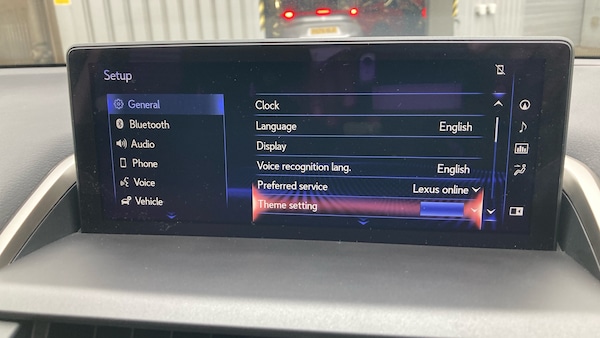 Setup
General
Bluetooth
Audio
Phone
Voice
Vehicle
Clock
Language English
Display
Voice recognition lang. English
Preferred service Lexus online
Theme setting